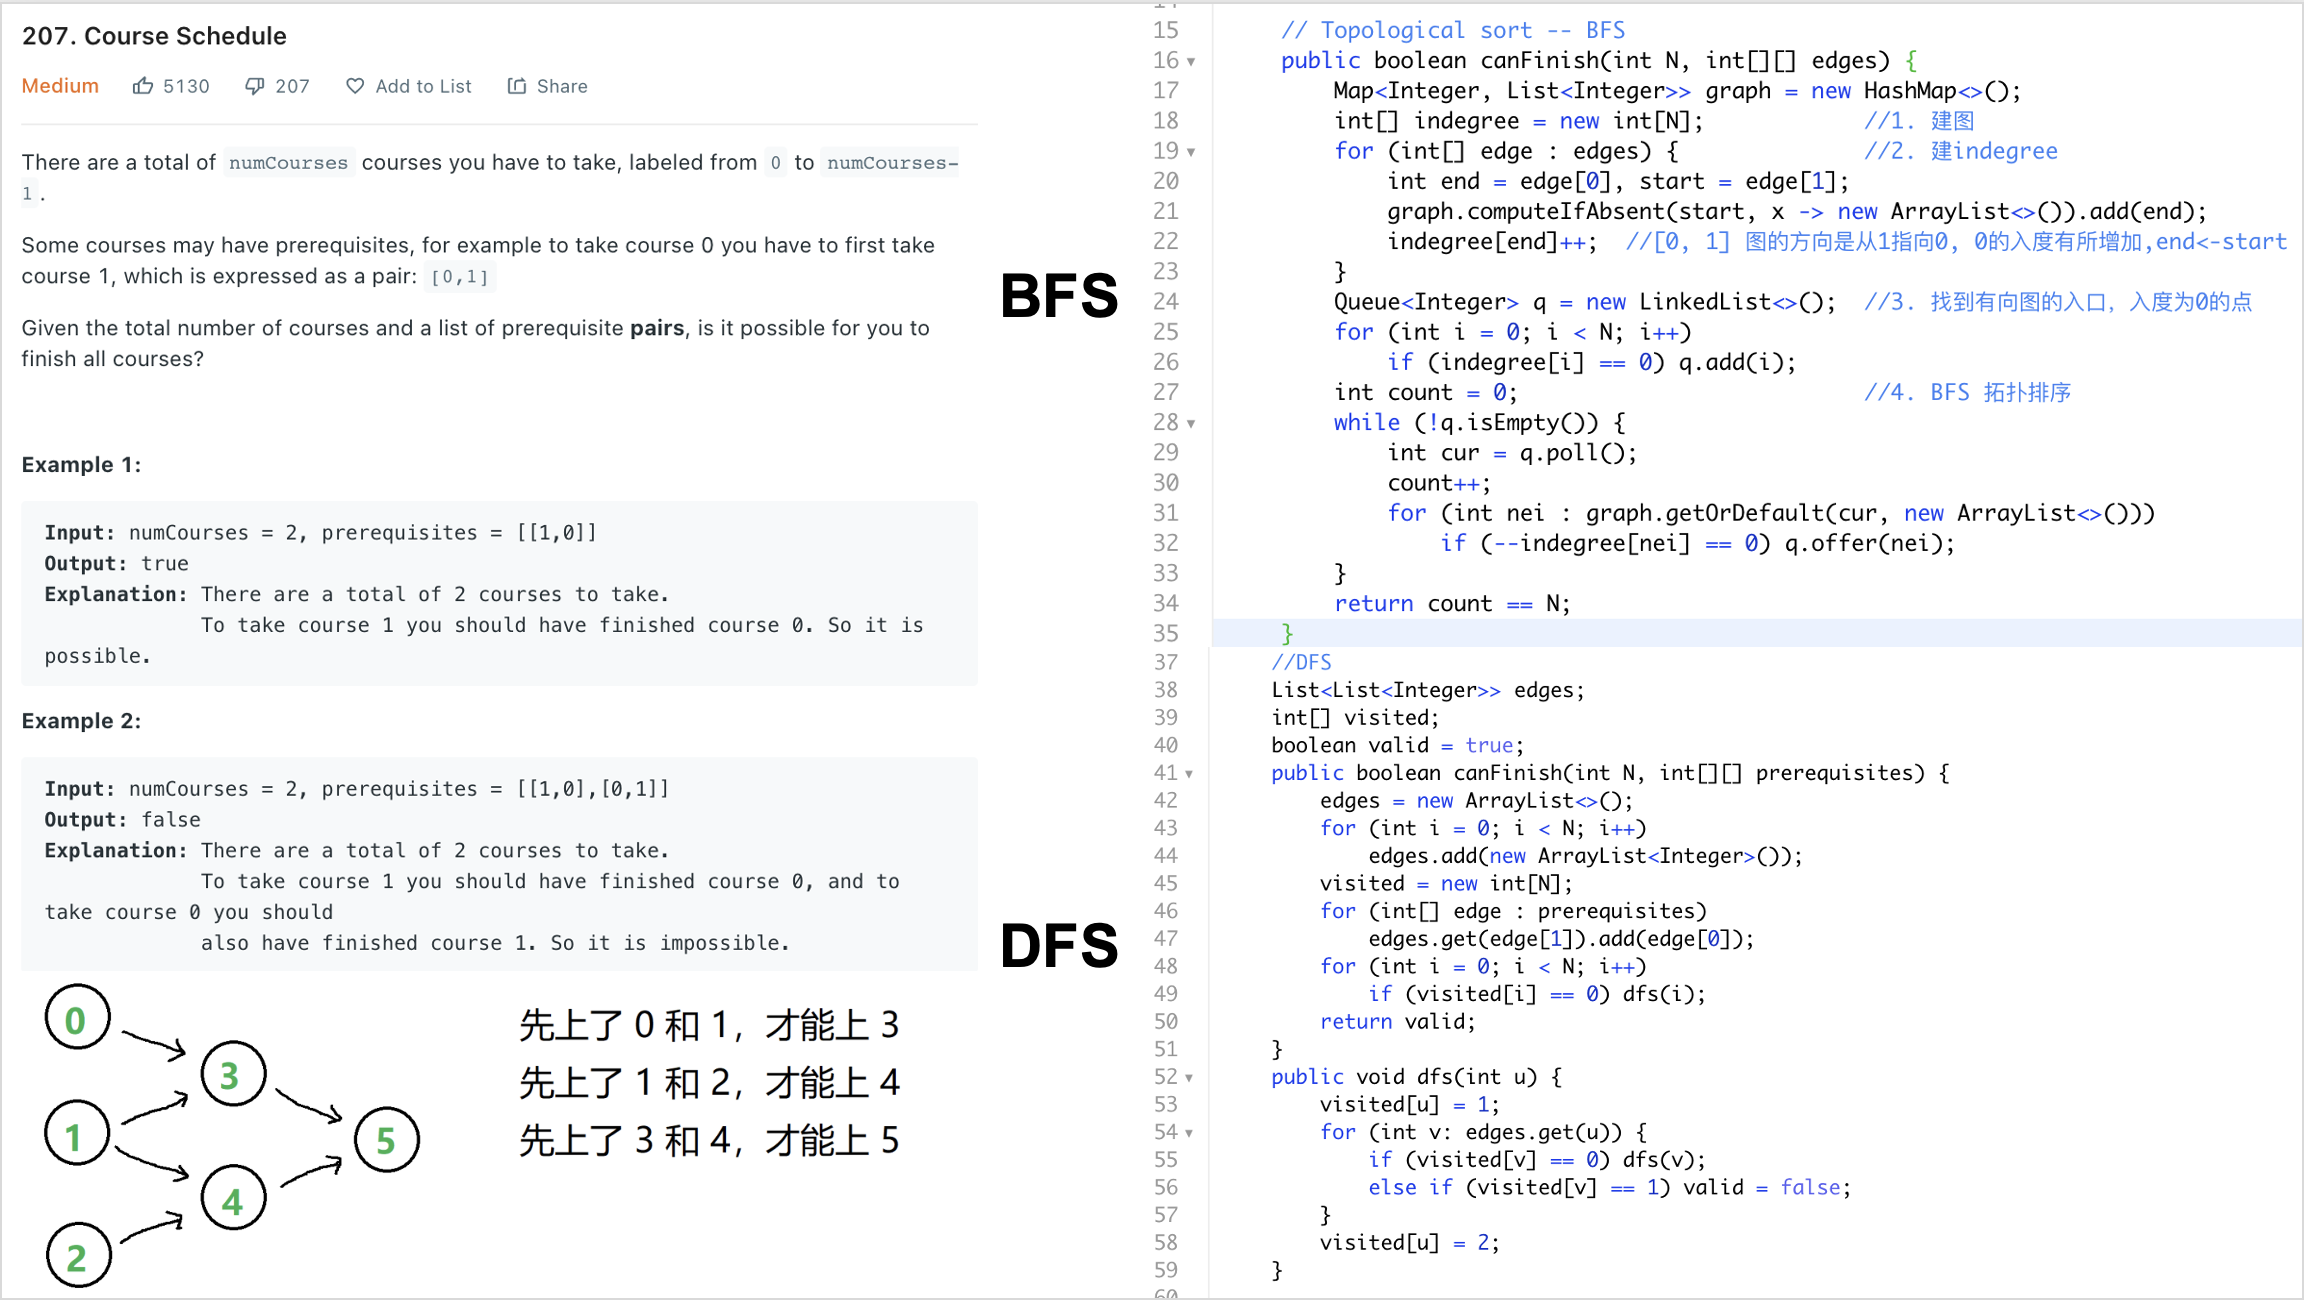 207. Course Schedule
Medium 5130 207 Add to List Share
There are a total of numCourses courses you have to take, labeled from 0 to numCourses-
1 .
Some courses may have prerequisites, for example to take course 0 you have to first take
course 1, which is expressed as a pair: [0,1]
Given the total number of courses and a list of prerequisite pairs, is it possible for you to
finish all courses?
Example 1:
Input: numCourses = 2, prerequisites = [[1,0]]
Output: true
Explanation: There are a total of 2 courses to take.
To take course 1 you should have finished course 0. So it is
possible.
Example 2:
Input: numCourses = 2, prerequisites = [[1,0],[0,1]]
Output: false
Explanation: There are a total of 2 courses to take.
To take course 1 you should have finished course 0, and to
take course 0 you should
also have finished course 1. So it is impossible.
0
3
1
5
4
2
先上了 0 和 1，才能上 3
先上了 1 和 2，才能上 4
先上了 3 和 4，才能上 5
BFS
DFS
15 // Topological sort -- BFS
16 public boolean canFinish(int N, int[][] edges) {
17 Map<Integer, List<Integer>> graph = new HashMap<>();
18 int[] indegree = new int[N]; //1. 建图
19 for (int[] edge : edges) { //2. 建indegree
20 int end = edge[0], start = edge[1];
21 graph.computeIfAbsent(start, x -> new ArrayList<>()).add(end);
22 indegree[end]++; //[0, 1] 图的方向是从1指向0, 0的入度有所增加,end<-start
23 }
24 Queue<Integer> q = new LinkedList<>(); //3. 找到有向图的入口，入度为0的点
25 for (int i = 0; i < N; i++)
26 if (indegree[i] == 0) q.add(i);
27 int count = 0; //4. BFS 拓扑排序
28 while (!q.isEmpty()) {
29 int cur = q.poll();
30 count++;
31 for (int nei : graph.getOrDefault(cur, new ArrayList<>()))
32 if (--indegree[nei] == 0) q.offer(nei);
33 }
34 return count == N;
35 }
37 //DFS
38 List<List<Integer>> edges;
39 int[] visited;
40 boolean valid = true;
41 public boolean canFinish(int N, int[][] prerequisites) {
42 edges = new ArrayList<>();
43 for (int i = 0; i < N; i++)
44 edges.add(new ArrayList<Integer>());
45 visited = new int[N];
46 for (int[] edge : prerequisites)
47 edges.get(edge[1]).add(edge[0]);
48 for (int i = 0; i < N; i++)
49 if (visited[i] == 0) dfs(i);
50 return valid;
51 }
52 public void dfs(int u) {
53 visited[u] = 1;
54 for (int v: edges.get(u)) {
55 if (visited[v] == 0) dfs(v);
56 else if (visited[v] == 1) valid = false;
57 }
58 visited[u] = 2;
59 }